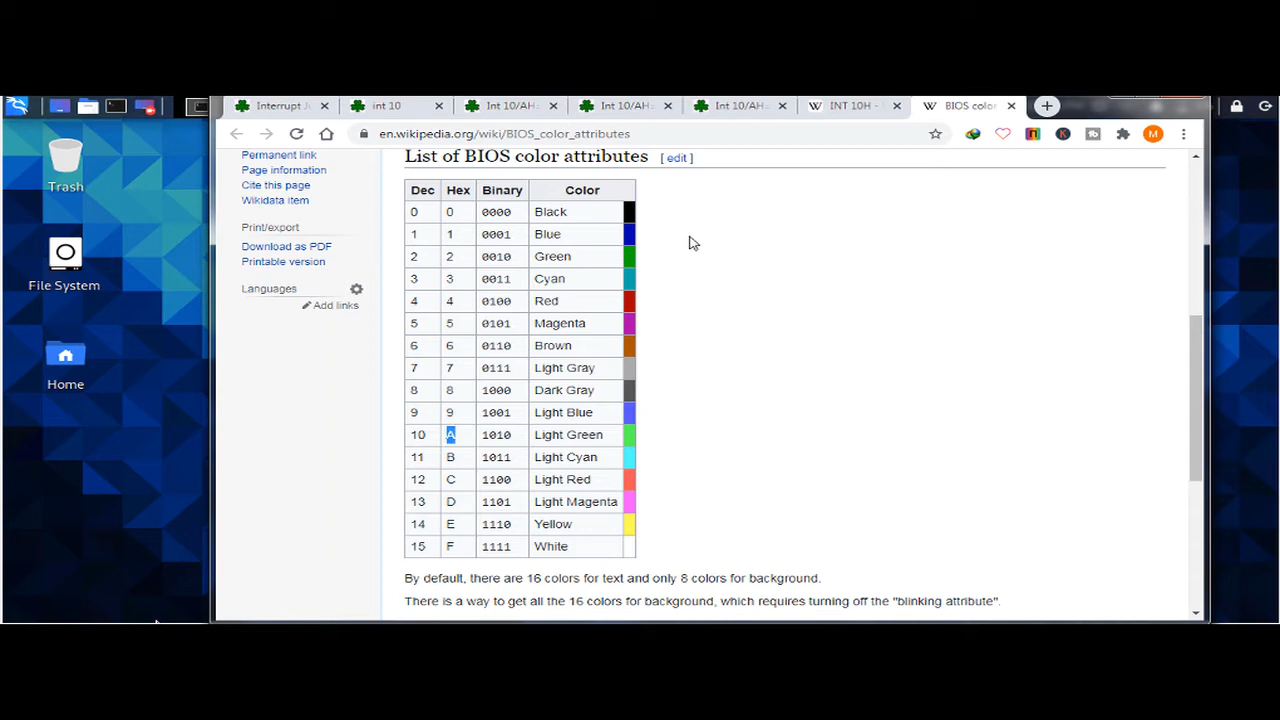 Interrupt Ju
int 10
Int 10/AH=
Int 10/AH=
Int 10/AH=
INT 10H -
BIOS color
en.wikipedia.org/wiki/BIOS_color_attributes
M
Trash
File System
Home
Permanent link
Page information
Cite this page
Wikidata item
Print/export
Download as PDF
Printable version
Languages
Add links
List of BIOS color attributes [ edit ]
Dec Hex Binary Color
0 0 0000 Black
1 1 0001 Blue
2 2 0010 Green
3 3 0011 Cyan
4 4 0100 Red
5 5 0101 Magenta
6 6 0110 Brown
7 7 0111 Light Gray
8 8 1000 Dark Gray
9 9 1001 Light Blue
10 A 1010 Light Green
11 B 1011 Light Cyan
12 C 1100 Light Red
13 D 1101 Light Magenta
14 E 1110 Yellow
15 F 1111 White
By default, there are 16 colors for text and only 8 colors for background.
There is a way to get all the 16 colors for background, which requires turning off the "blinking attribute".